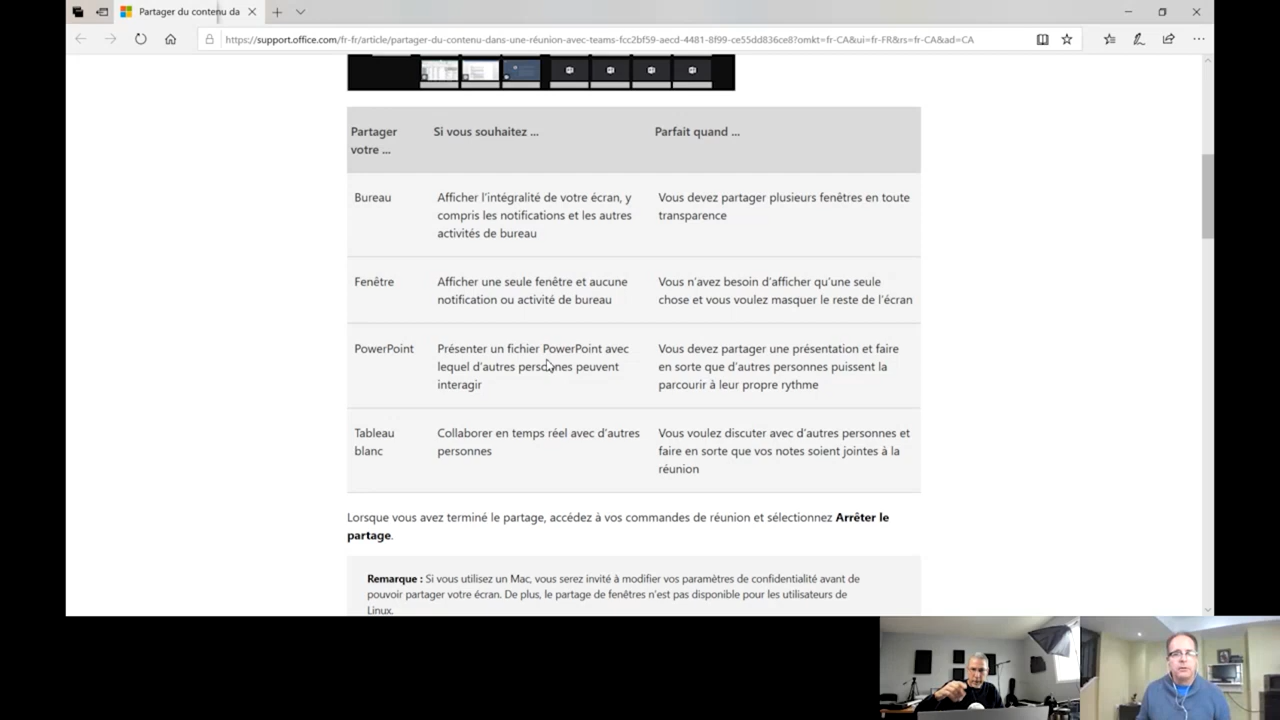 Partager du contenu da
https://support.office.com/fr-fr/article/partager-du-contenu-dans-une-réunion-avec-teams-fcc2bf59-aecd-4481-8f99-ce55dd836ce8?omkt=fr-CA&ui=fr-FR&rs=fr-CA&ad=CA
Partager
votre ...
Si vous souhaitez ...
Parfait quand ...
Bureau
Afficher l'intégralité de votre écran, y
compris les notifications et les autres
activités de bureau
Vous devez partager plusieurs fenêtres en toute
transparence
Fenêtre
Afficher une seule fenêtre et aucune
notification ou activité de bureau
Vous n'avez besoin d'afficher qu'une seule
chose et vous voulez masquer le reste de l'écran
PowerPoint
Présenter un fichier PowerPoint avec
lequel d'autres personnes peuvent
interagir
Vous devez partager une présentation et faire
en sorte que d'autres personnes puissent la
parcourir à leur propre rythme
Tableau
blanc
Collaborer en temps réel avec d'autres
personnes
Vous voulez discuter avec d'autres personnes et
faire en sorte que vos notes soient jointes à la
réunion
Lorsque vous avez terminé le partage, accédez à vos commandes de réunion et sélectionnez Arrêter le
partage.
Remarque : Si vous utilisez un Mac, vous serez invité à modifier vos paramètres de confidentialité avant de
pouvoir partager votre écran. De plus, le partage de fenêtres n'est pas disponible pour les utilisateurs de
Linux.